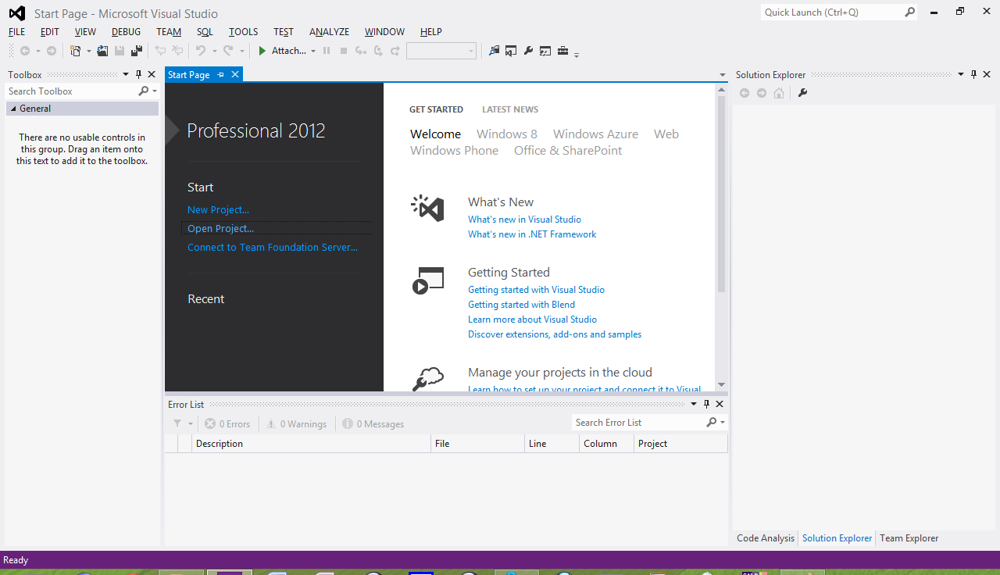 Start Page - Microsoft Visual Studio
Quick Launch (Ctrl+Q)
FILE EDIT VIEW DEBUG TEAM SQL TOOLS TEST ANALYZE WINDOW HELP
Attach...
Toolbox
Search Toolbox
General
There are no usable controls in
this group. Drag an item onto
this text to add it to the toolbox.
Start Page
Professional 2012
Start
New Project...
Open Project...
Connect to Team Foundation Server...
Recent
GET STARTED LATEST NEWS
Welcome Windows 8 Windows Azure Web
Windows Phone Office & SharePoint
What's New
What's new in Visual Studio
What's new in .NET Framework
Getting Started
Getting started with Visual Studio
Getting started with Blend
Learn more about Visual Studio
Discover extensions, add-ons and samples
Manage your projects in the cloud
Learn how to set up your project and connect it to Visual
Error List
0 Errors 0 Warnings 0 Messages
Search Error List
Description File Line Column Project
Solution Explorer
Code Analysis Solution Explorer Team Explorer
Ready